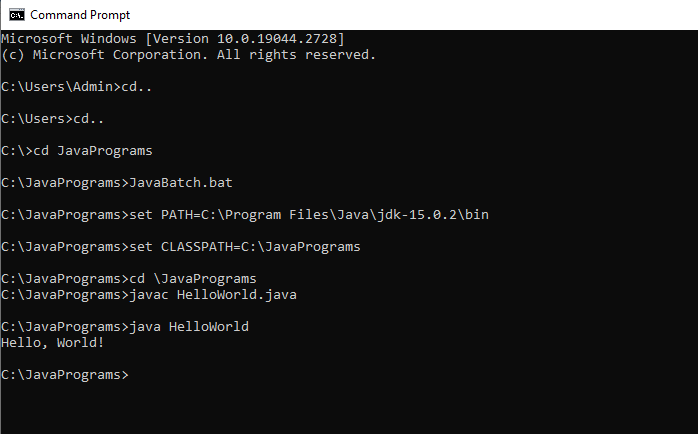 Command Prompt
Microsoft Windows [Version 10.0.19044.2728]
(c) Microsoft Corporation. All rights reserved.
C:\Users\Admin>cd..
C:\Users>cd..
C:\>cd JavaPrograms
C:\JavaPrograms>JavaBatch.bat
C:\JavaPrograms>set PATH=C:\Program Files\Java\jdk-15.0.2\bin
C:\JavaPrograms>set CLASSPATH=C:\JavaPrograms
C:\JavaPrograms>cd \JavaPrograms
C:\JavaPrograms>javac HelloWorld.java
C:\JavaPrograms>java HelloWorld
Hello, World!
C:\JavaPrograms>